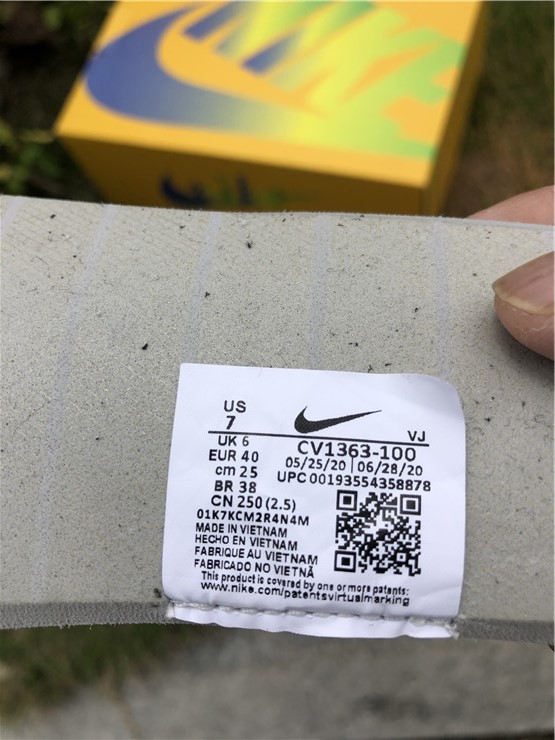 NIKE
US
7
UK 6
EUR 40
cm 25
BR 38
CN 250 (2.5)
VJ
CV1363-100
05/25/20 | 06/28/20
UPC 00193554358878
01K7KCM2R4N4M
MADE IN VIETNAM
HECHO EN VIETNAM
FABRIQUE AU VIETNAM
FABRICADO NO VIETNÃ
This product is covered by one or more patents:
www.nike.com/patentsvirtualmarking